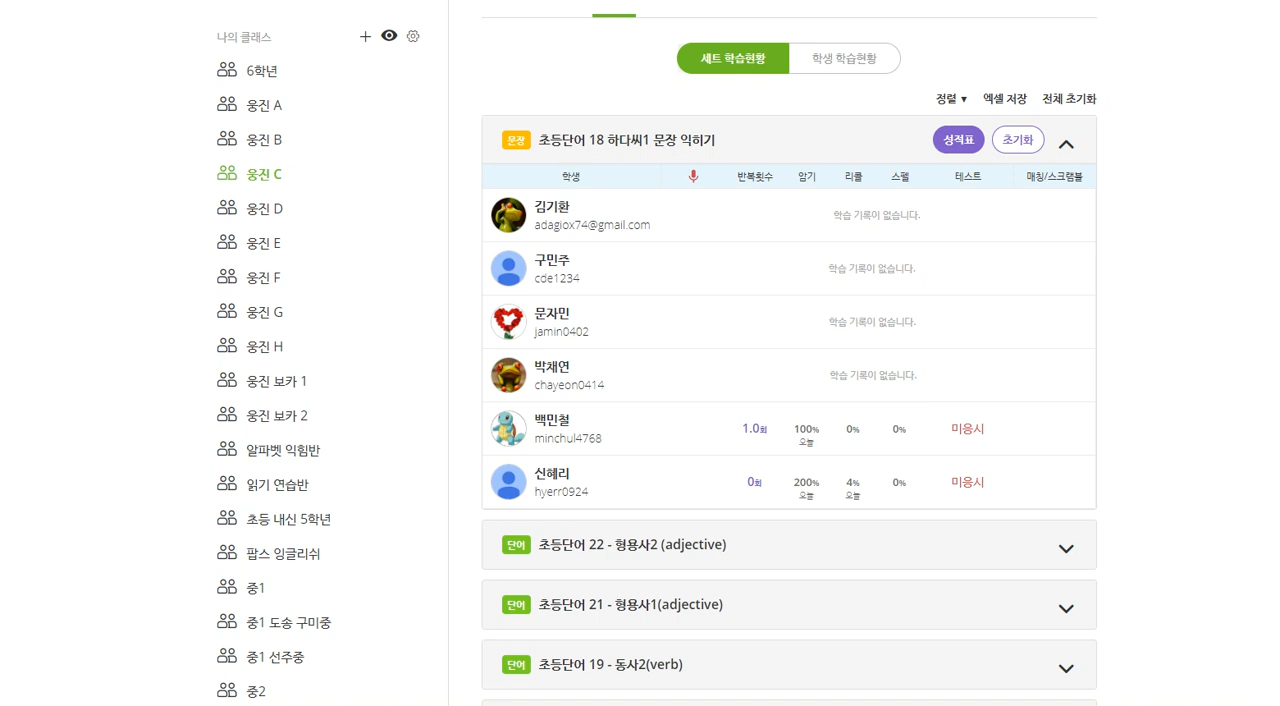 나의 클래스
6학년
웅진 A
웅진 B
웅진 C
웅진 D
웅진 E
웅진 F
웅진 G
웅진 H
웅진 보카 1
웅진 보카 2
알파벳 익힘반
읽기 연습반
초등 내신 5학년
팝스 잉글리쉬
중1
중1 도송 구미중
중1 선주중
중2
세트 학습현황 학생 학습현황
정렬 ▼ 엑셀 저장 전체 초기화
문장 초등단어 18 하다씨1 문장 익히기 성적표 초기화
학생 반복횟수 암기 리콜 스펠 테스트 매칭/스크램블
김기환
adagiox74@gmail.com
학습 기록이 없습니다.
구민주
cde1234
학습 기록이 없습니다.
문자민
jamin0402
학습 기록이 없습니다.
박채연
chayeon0414
학습 기록이 없습니다.
백민철
minchul4768
1.0회 100% 0% 0% 미응시
오늘
신혜리
hyerr0924
0회 200% 4% 0% 미응시
오늘 오늘
단어 초등단어 22 - 형용사2 (adjective)
단어 초등단어 21 - 형용사1(adjective)
단어 초등단어 19 - 동사2(verb)